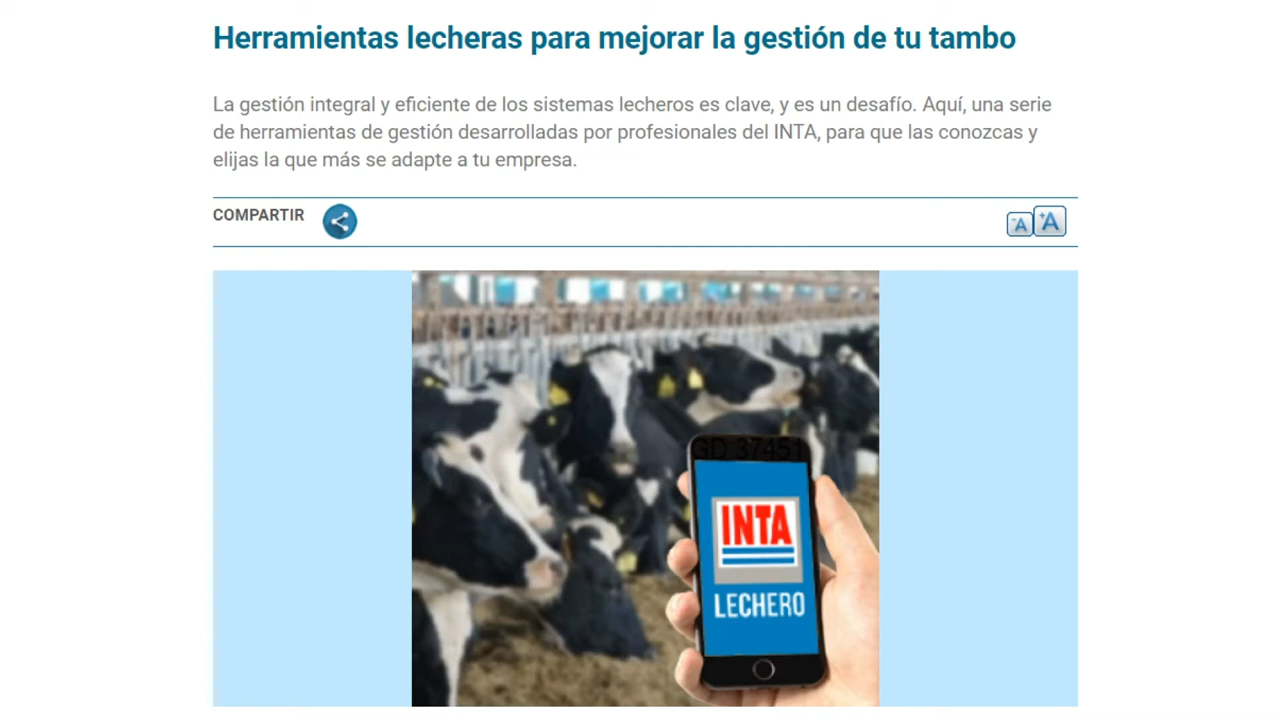 Herramientas lecheras para mejorar la gestión de tu tambo
La gestión integral y eficiente de los sistemas lecheros es clave, y es un desafío. Aquí, una serie
de herramientas de gestión desarrolladas por profesionales del INTA, para que las conozcas y
elijas la que más se adapte a tu empresa.
COMPARTIR
-A +A
GD 37451
INTA
LECHERO